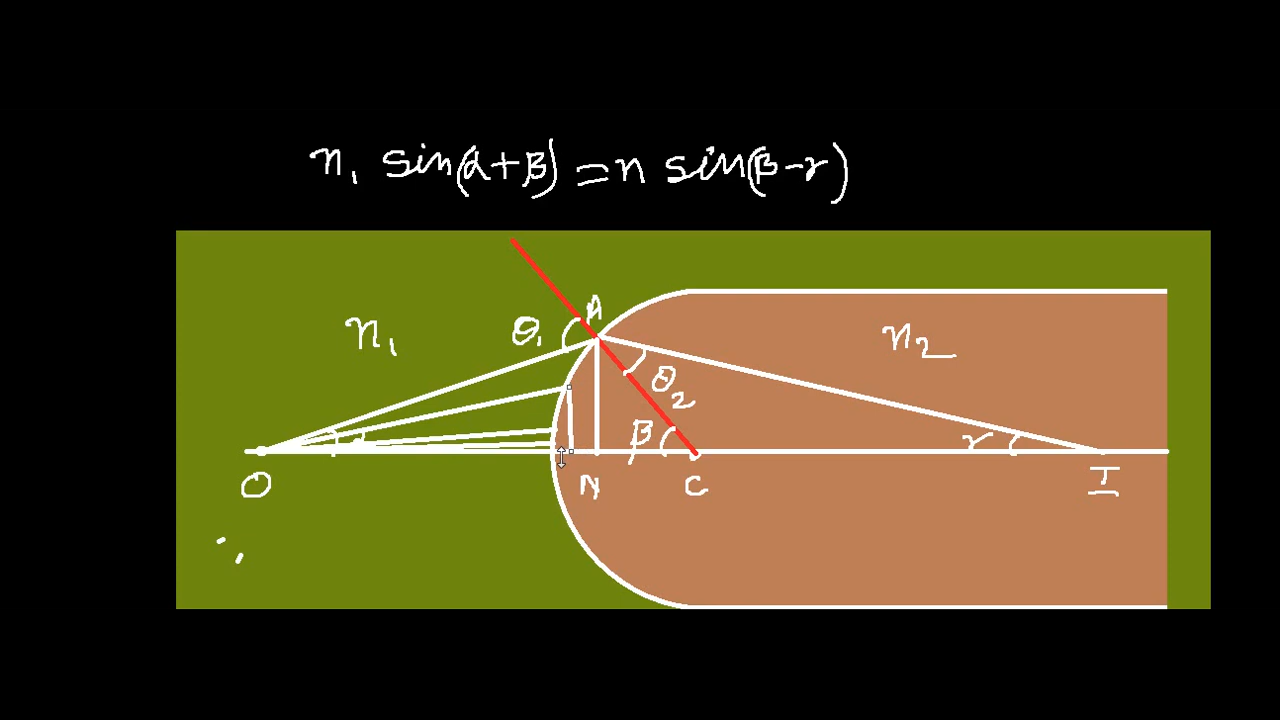 n₁ sin(α+β) = n sin(β-r)
A
n₁ θ₁ n₂
θ₂
β r
O N C I